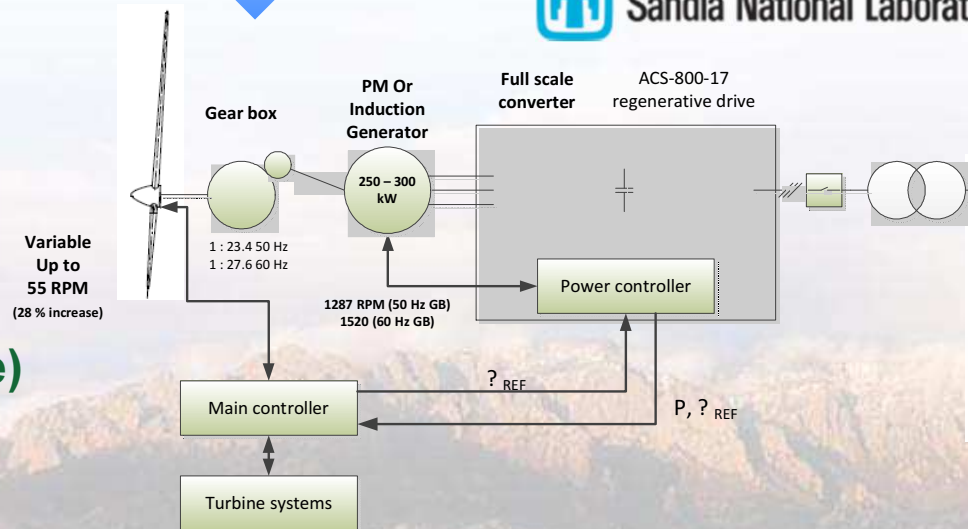 Sandia National Laborat
PM Or
Induction
Generator
Full scale
converter
ACS-800-17
regenerative drive
Gear box
250 – 300
kW
1 : 23.4 50 Hz
1 : 27.6 60 Hz
Variable
Up to
55 RPM
(28 % increase)
1287 RPM (50 Hz GB)
1520 (60 Hz GB)
Power controller
e)
? REF
P, ? REF
Main controller
Turbine systems